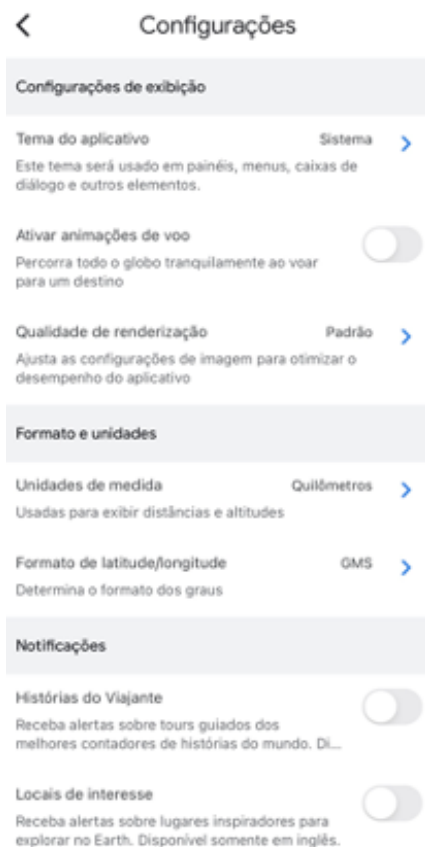 Configurações
Configurações de exibição
Tema do aplicativo Sistema
Este tema será usado em painéis, menus, caixas de
diálogo e outros elementos.
Ativar animações de voo
Percorra todo o globo tranquilamente ao voar
para um destino
Qualidade de renderização Padrão
Ajusta as configurações de imagem para otimizar o
desempenho do aplicativo
Formato e unidades
Unidades de medida Quilômetros
Usadas para exibir distâncias e altitudes
Formato de latitude/longitude GMS
Determina o formato dos graus
Notificações
Histórias do Viajante
Receba alertas sobre tours guiados dos
melhores contadores de histórias do mundo. Di...
Locais de interesse
Receba alertas sobre lugares inspiradores para
explorar no Earth. Disponível somente em inglês.